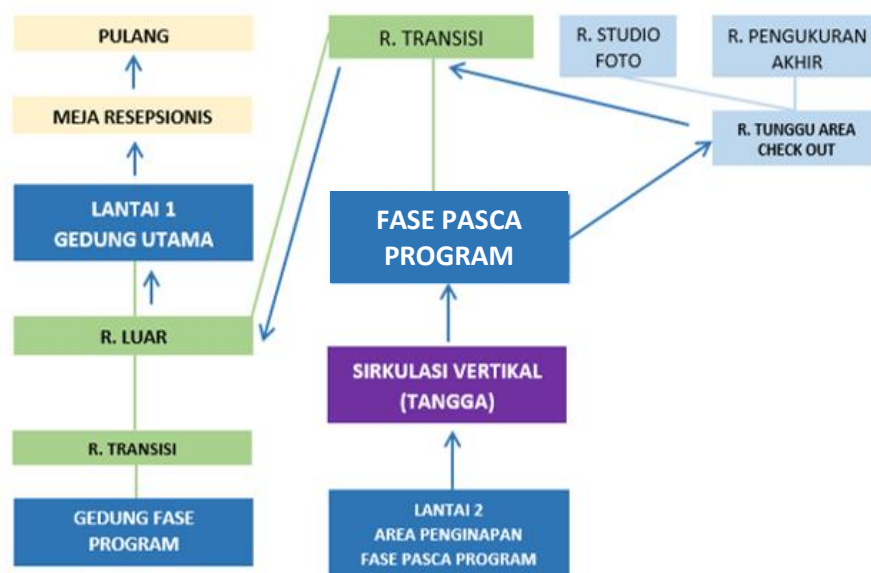 PULANG
MEJA RESEPSIONIS
LANTAI 1
GEDUNG UTAMA
R. LUAR
R. TRANSISI
GEDUNG FASE
PROGRAM
R. TRANSISI
FASE PASCA
PROGRAM
SIRKULASI VERTIKAL
(TANGGA)
LANTAI 2
AREA PENGINAPAN
FASE PASCA PROGRAM
R. STUDIO
FOTO
R. PENGUKURAN
AKHIR
R. TUNGGU AREA
CHECK OUT